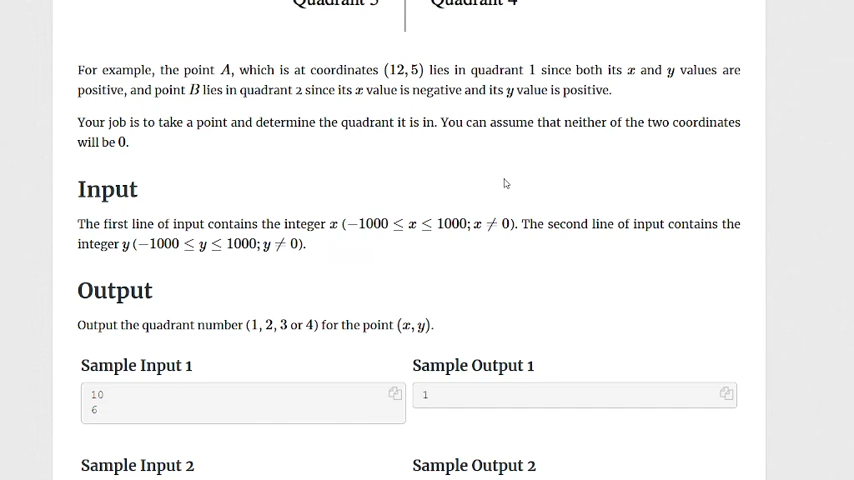 Quadrant 3 Quadrant 4
For example, the point A, which is at coordinates (12, 5) lies in quadrant 1 since both its x and y values are
positive, and point B lies in quadrant 2 since its x value is negative and its y value is positive.
Your job is to take a point and determine the quadrant it is in. You can assume that neither of the two coordinates
will be 0.
Input
The first line of input contains the integer x (−1000 ≤ x ≤ 1000; x ≠ 0). The second line of input contains the
integer y (−1000 ≤ y ≤ 1000; y ≠ 0).
Output
Output the quadrant number (1, 2, 3 or 4) for the point (x, y).
Sample Input 1 Sample Output 1
10 1
6
Sample Input 2 Sample Output 2